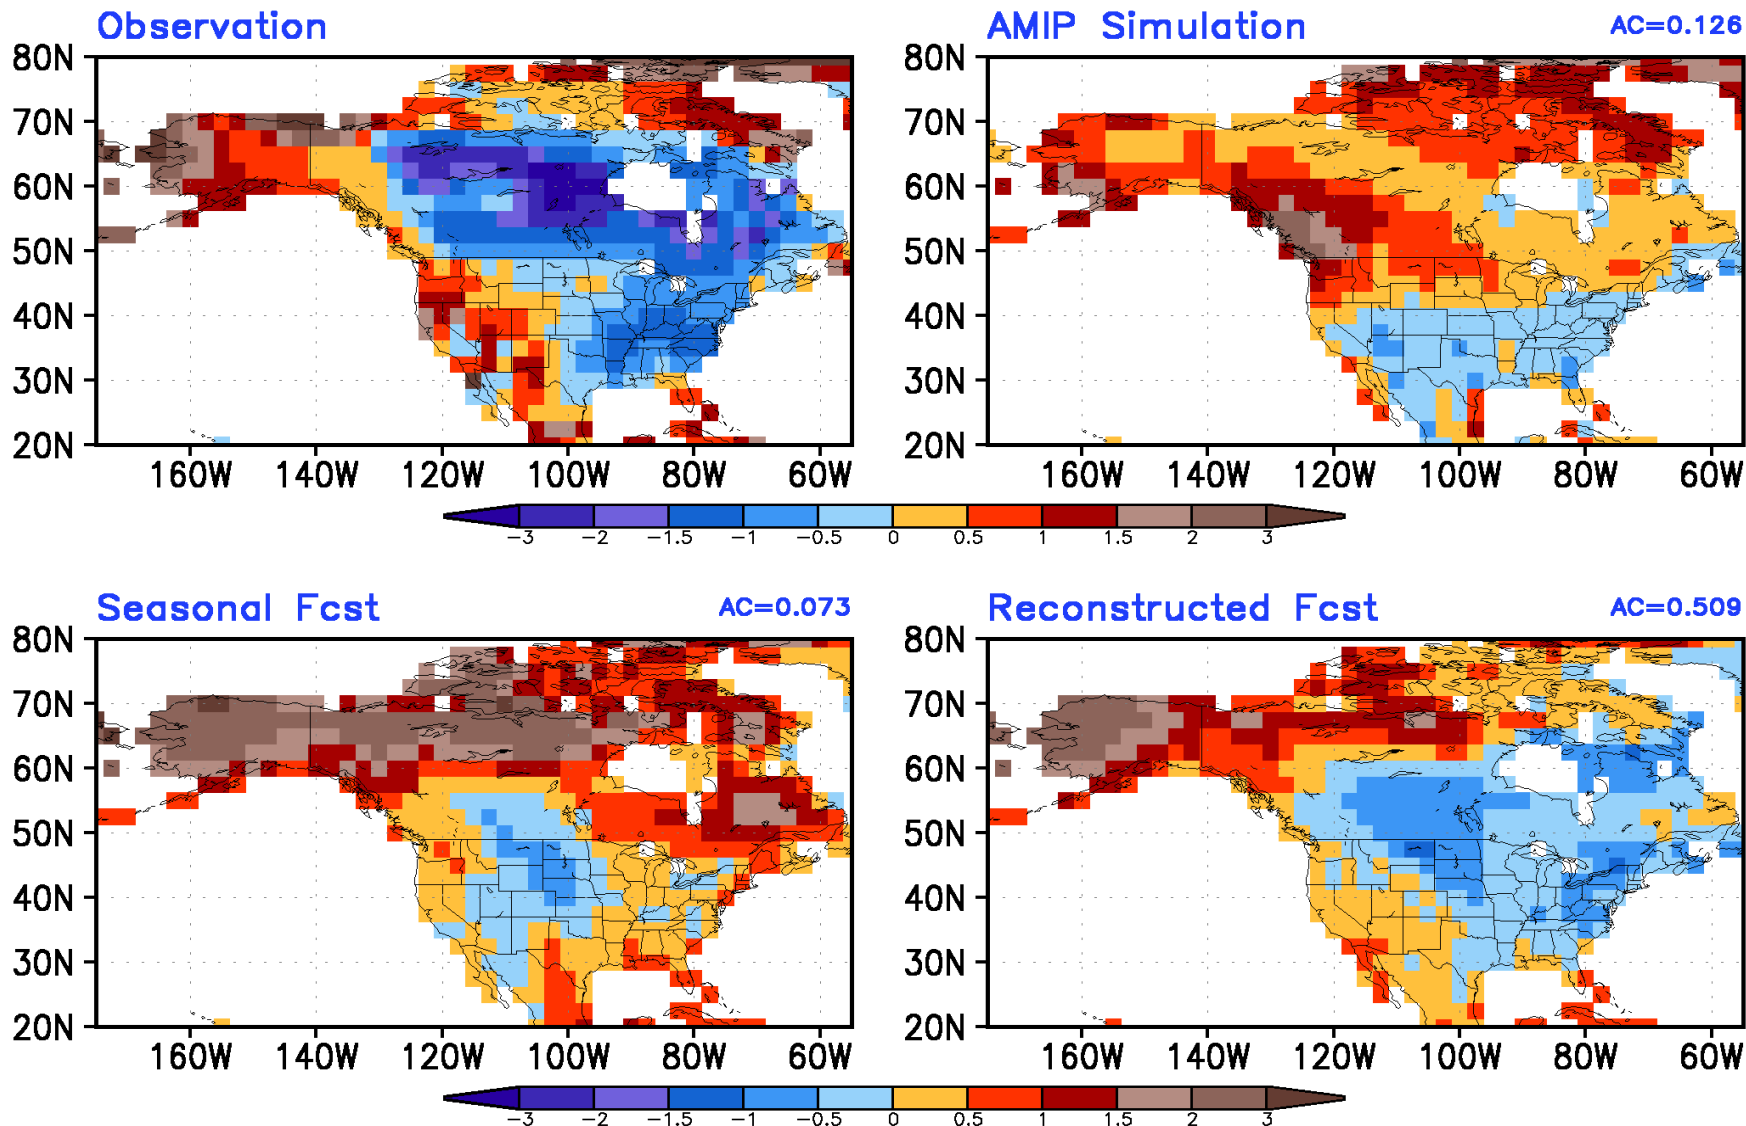 Observation
AMIP Simulation AC=0.126
80N 80N
70N 70N
60N 60N
50N 50N
40N 40N
30N 30N
20N 20N
160W 140W 120W 100W 80W 60W 160W 140W 120W 100W 80W 60W
-3 -2 -1.5 -1 -0.5 0 0.5 1 1.5 2 3
Seasonal Fcst AC=0.073
Reconstructed Fcst AC=0.509
80N 80N
70N 70N
60N 60N
50N 50N
40N 40N
30N 30N
20N 20N
160W 140W 120W 100W 80W 60W 160W 140W 120W 100W 80W 60W
-3 -2 -1.5 -1 -0.5 0 0.5 1 1.5 2 3